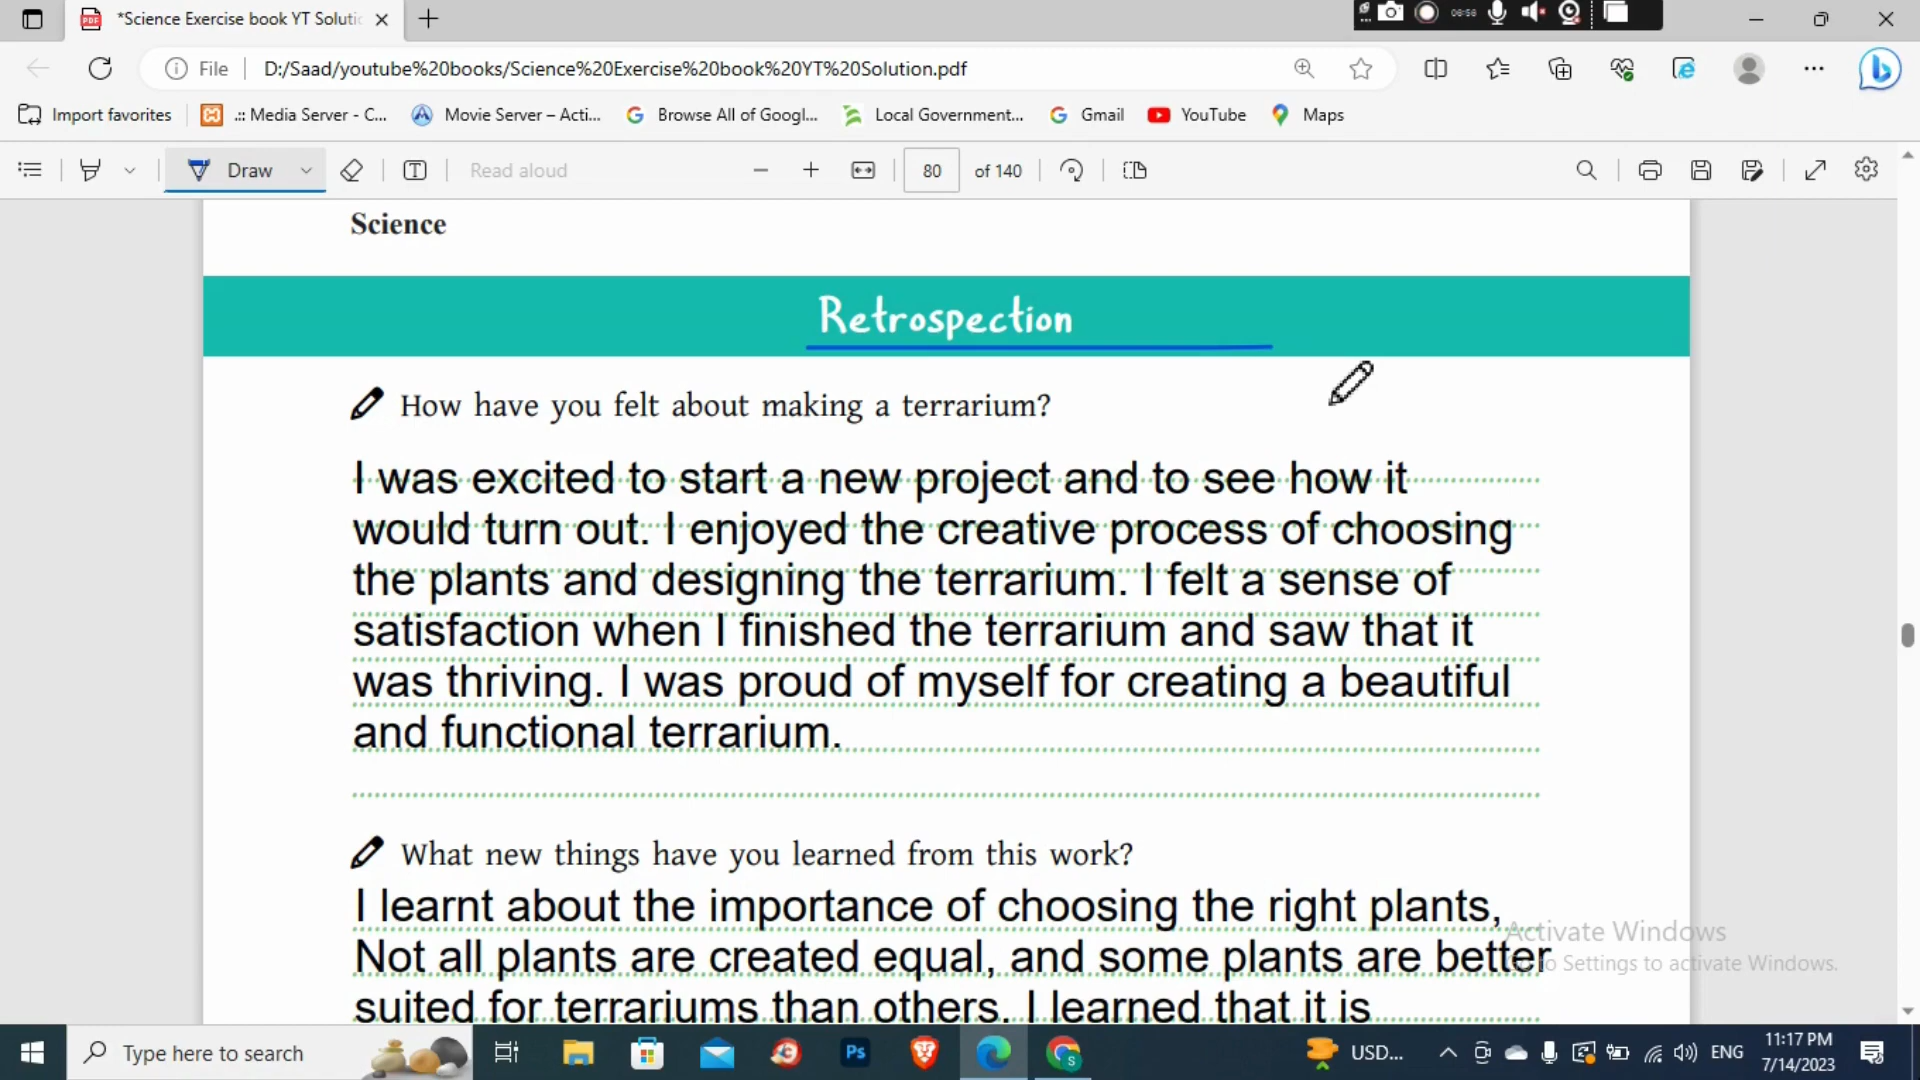 *Science Exercise book YT Soluti
06:56
File
D:/Saad/youtube%20books/Science%20Exercise%20book%20YT%20Solution.pdf
Import favorites
.:: Media Server - C...
Movie Server – Acti...
Browse All of Googl...
Local Government...
Gmail
YouTube
Maps
Draw
Read aloud
80
of 140
Science
Retrospection
How have you felt about making a terrarium?
I was excited to start a new project and to see how it
would turn out. I enjoyed the creative process of choosing
the plants and designing the terrarium. I felt a sense of
satisfaction when I finished the terrarium and saw that it
was thriving. I was proud of myself for creating a beautiful
and functional terrarium.
What new things have you learned from this work?
I learnt about the importance of choosing the right plants,
Not all plants are created equal, and some plants are better
suited for terrariums than others. I learned that it is
Activate Windows
to Settings to activate Windows.
Type here to search
Ps
S
USD...
ENG
11:17 PM
7/14/2023